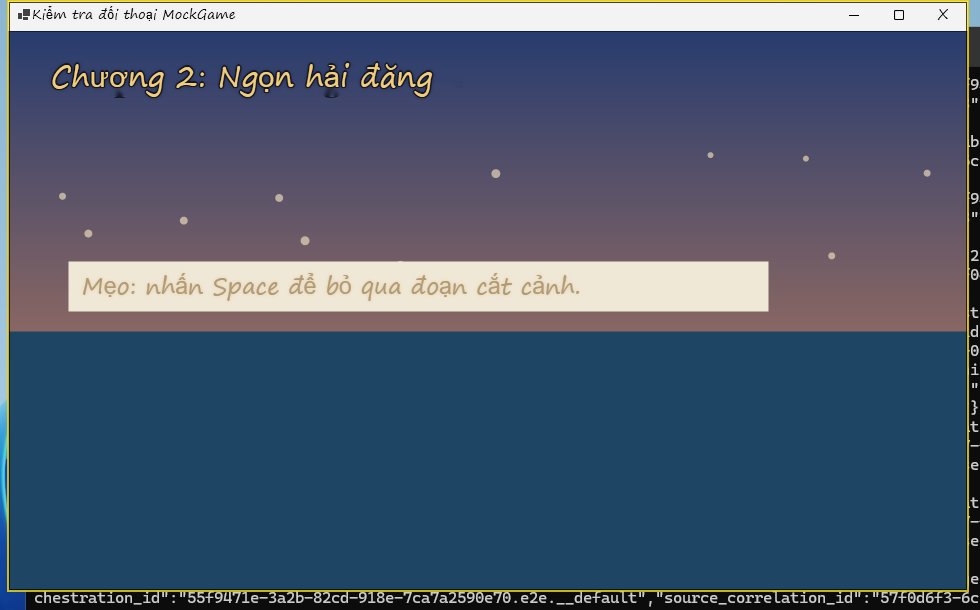 Kiểm tra đối thoại MockGame
Chương 2: Ngọn hải đăng
Mẹo: nhấn Space để bỏ qua đoạn cắt cảnh.
chestration_id":"55f9471e-3a2b-82cd-918e-7ca7a2590e70.e2e.__default","source_correlation_id":"57f0d6f3-6